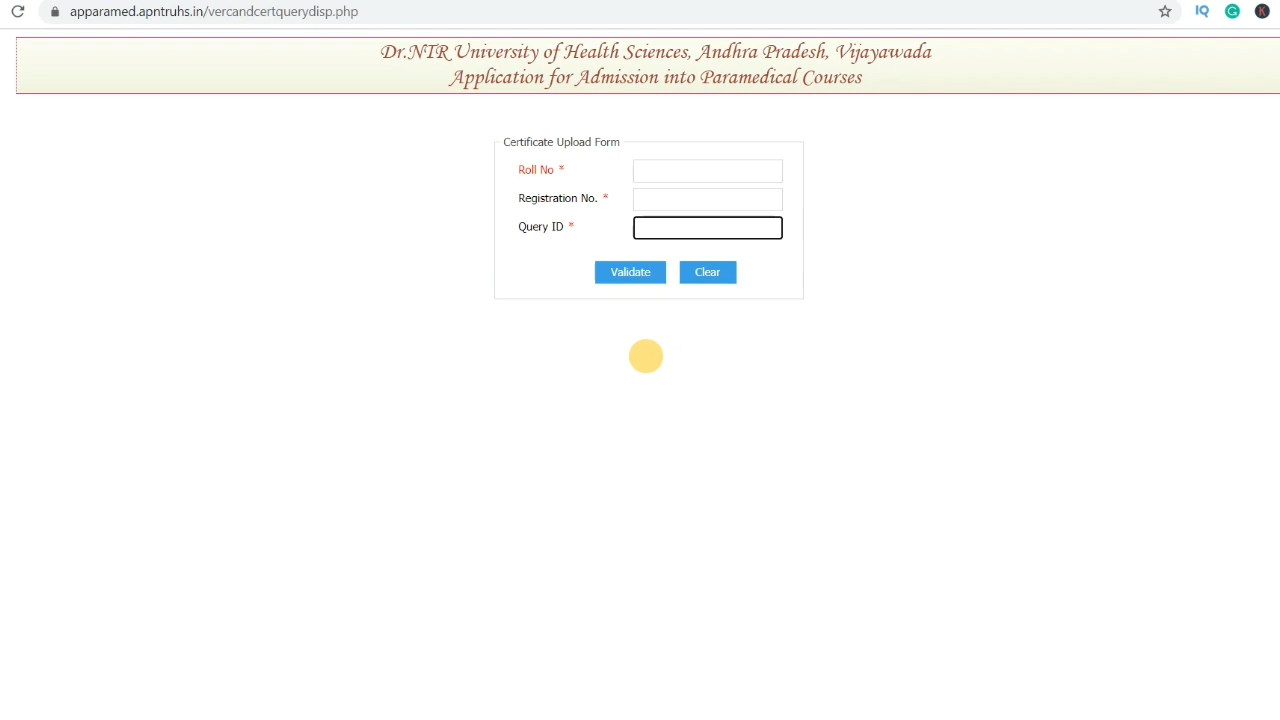 apparamed.apntruhs.in/vercandcertquerydisp.php
IQ
G
K
Dr.NTR University of Health Sciences, Andhra Pradesh, Vijayawada
Application for Admission into Paramedical Courses
Certificate Upload Form
Roll No *
Registration No. *
Query ID *
Validate Clear